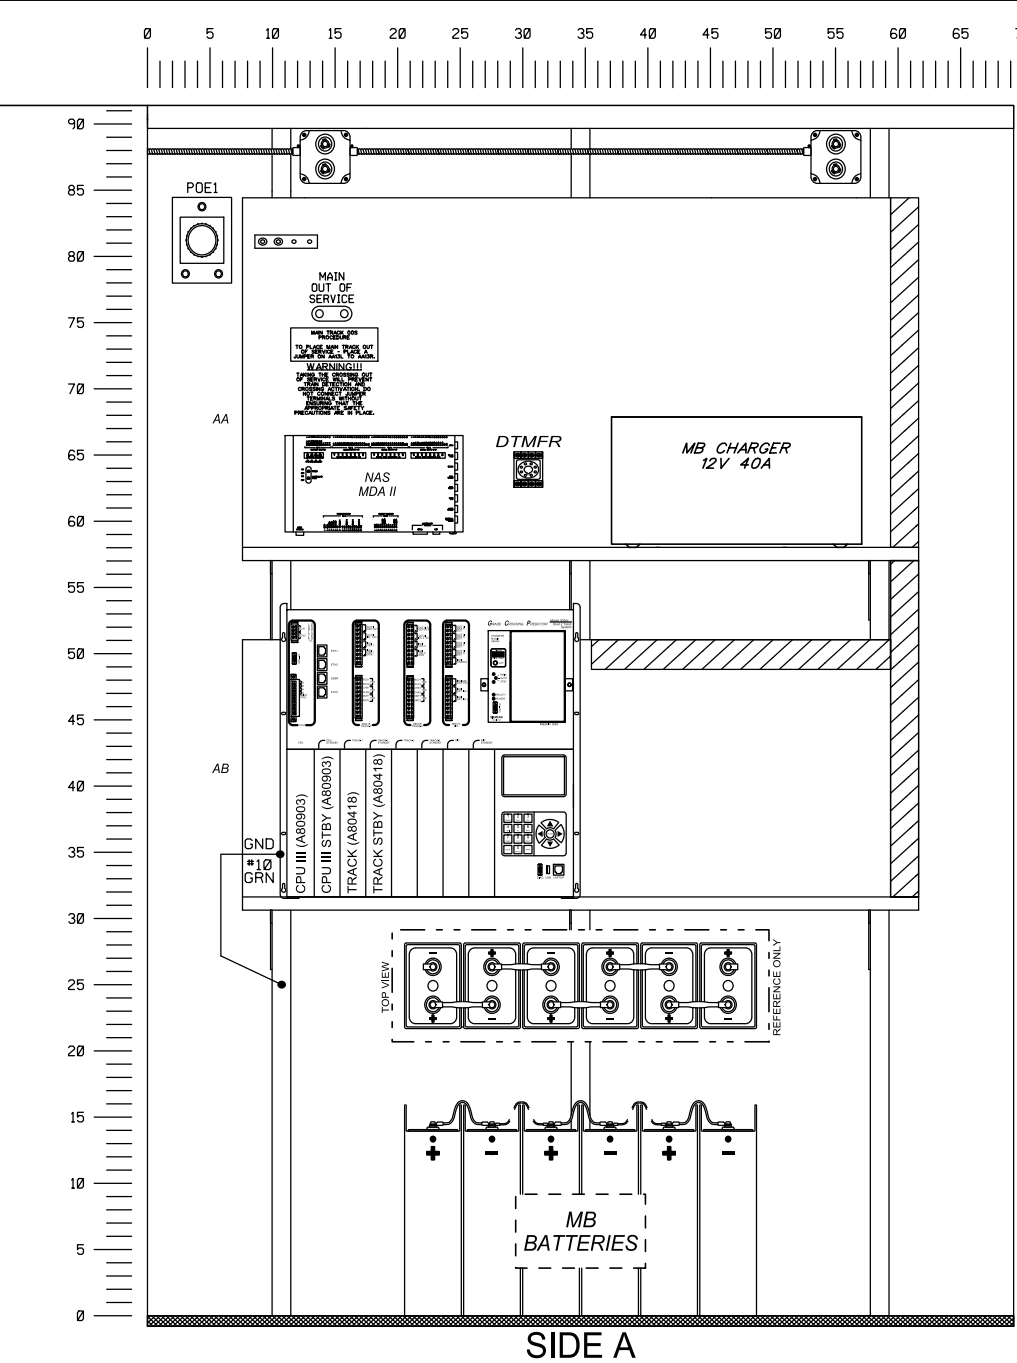 0 5 10 15 20 25 30 35 40 45 50 55 60 65
90
85
80
75
70
65
60
55
50
45
40
35
30
25
20
15
10
5
0
POE1
MAIN
OUT OF
SERVICE
MAIN TRACK OOS
PROCEDURE
TO PLACE MAIN TRACK OUT
OF SERVICE - PLACE A
JUMPER ON AA13L TO AA13R.
WARNING!!!
TAKING THE CROSSING OUT
OF SERVICE WILL PREVENT
TRAIN DETECTION AND
CROSSING ACTIVATION. DO
NOT CONNECT JUMPER
TERMINALS WITHOUT
ENSURING THAT THE
APPROPRIATE SAFETY
PRECAUTIONS ARE IN PLACE.
AA
NAS
MDA II
DTMFR
MB CHARGER
12V 40A
GRADE CROSSING PREDICTOR
AB
CPU III (A80903)
CPU III STBY (A80903)
TRACK (A80418)
TRACK STBY (A80418)
GND
#10
GRN
TOP VIEW
REFERENCE ONLY
- + - + - +
+ - + - + -
+ - + - + -
MB
BATTERIES
SIDE A